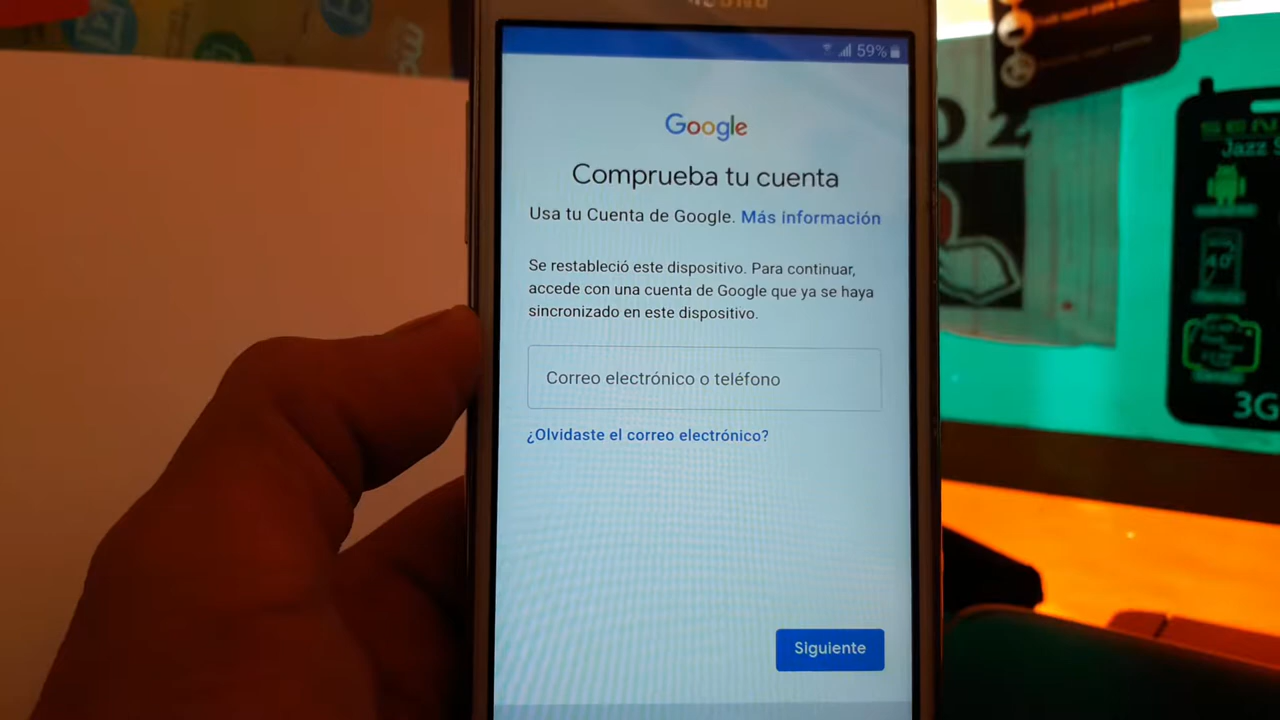 59%
Google
Comprueba tu cuenta
Usa tu Cuenta de Google. Más información
Se restableció este dispositivo. Para continuar,
accede con una cuenta de Google que ya se haya
sincronizado en este dispositivo.
Correo electrónico o teléfono
¿Olvidaste el correo electrónico?
Siguiente
Jazz
3G